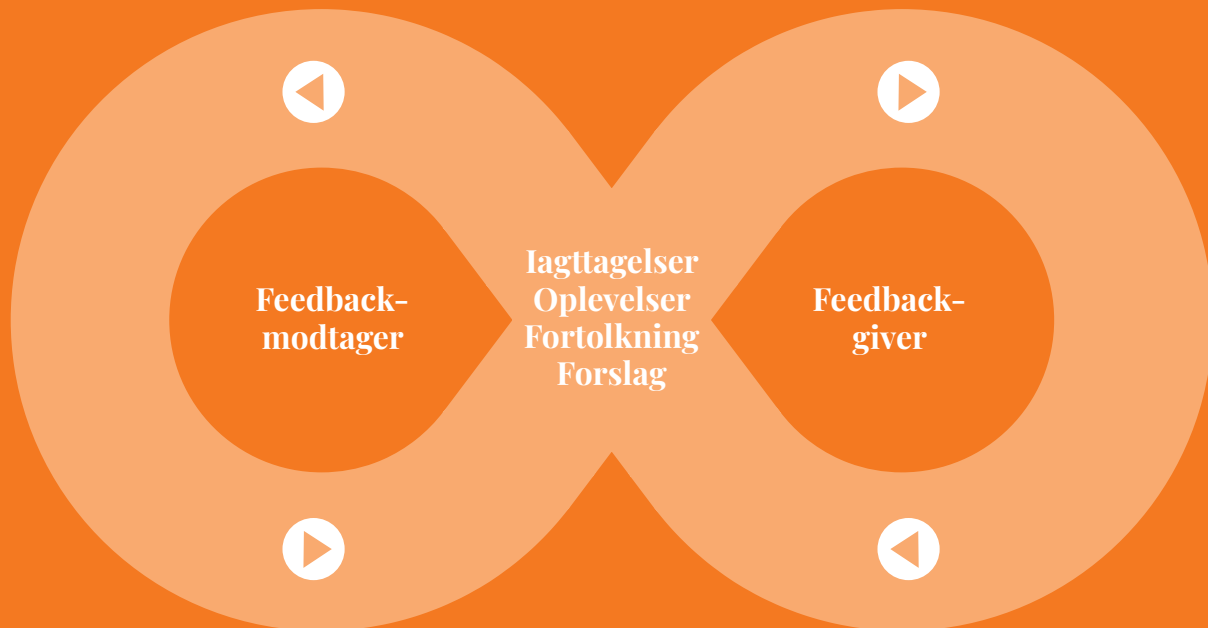 Feedback-
modtager
Iagttagelser
Oplevelser
Fortolkning
Forslag
Feedback-
giver